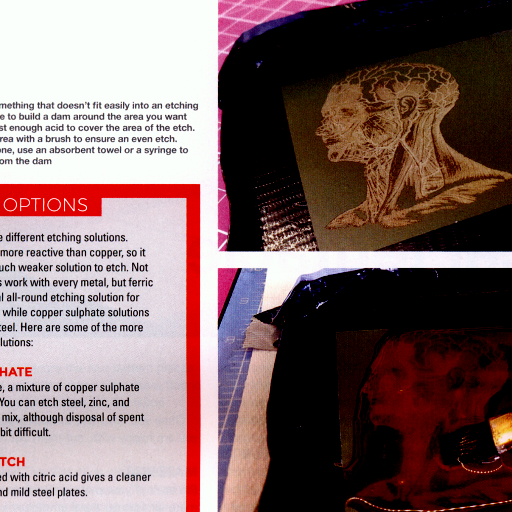 mething that doesn't fit easily into an etching
e to build a dam around the area you want
st enough acid to cover the area of the etch.
rea with a brush to ensure an even etch.
one, use an absorbent towel or a syringe to
om the dam
OPTIONS
e different etching solutions.
more reactive than copper, so it
uch weaker solution to etch. Not
s work with every metal, but ferric
l all-round etching solution for
while copper sulphate solutions
teel. Here are some of the more
lutions:
HATE
e, a mixture of copper sulphate
You can etch steel, zinc, and
mix, although disposal of spent
bit difficult.
TCH
ed with citric acid gives a cleaner
nd mild steel plates.